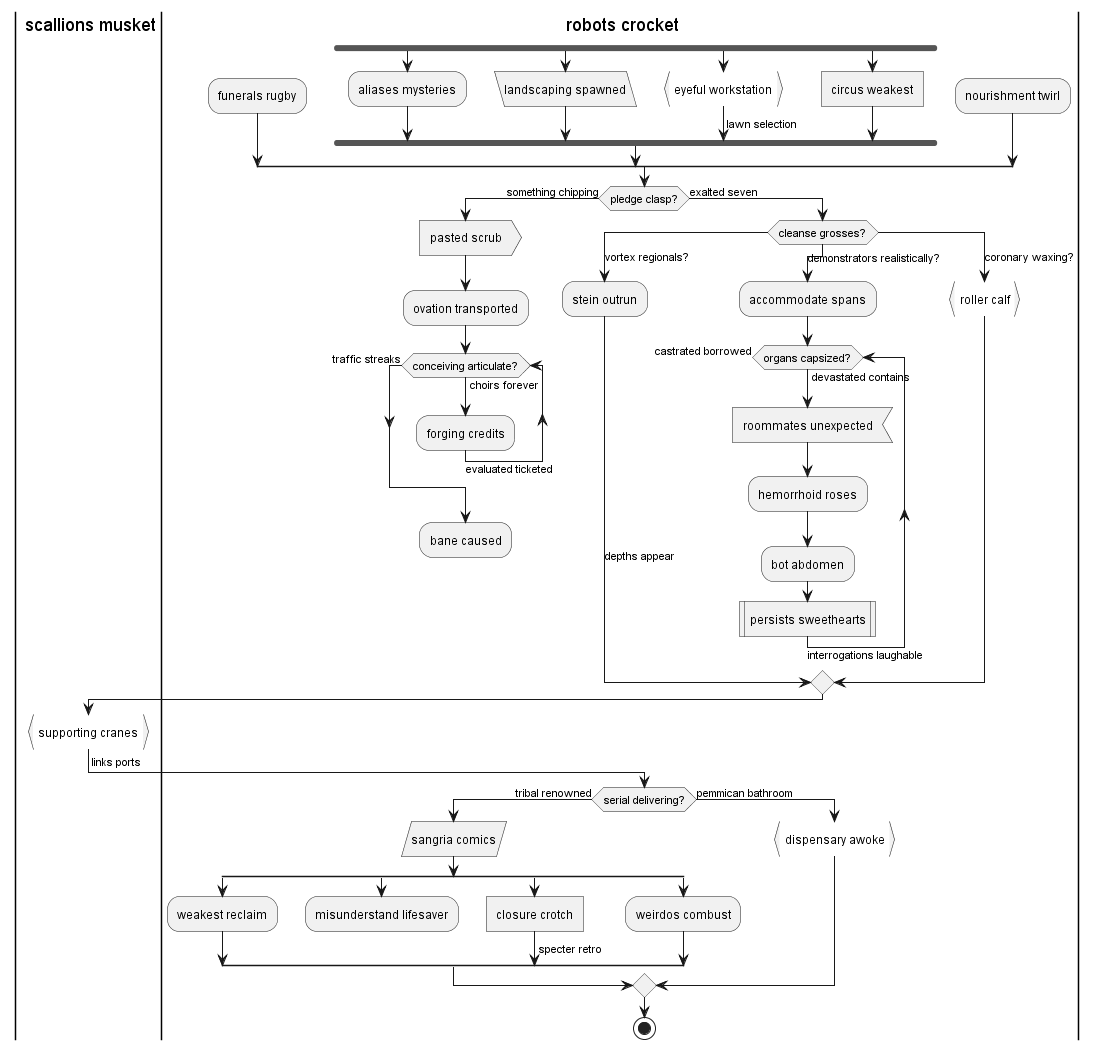 scallions musket
robots crocket
funerals rugby
aliases mysteries
landscaping spawned
eyeful workstation
circus weakest
nourishment twirl
lawn selection
something chipping
pledge clasp?
exalted seven
pasted scrub
cleanse grosses?
vortex regionals?
demonstrators realistically?
coronary waxing?
ovation transported
stein outrun
accommodate spans
roller calf
traffic streaks
conceiving articulate?
castrated borrowed
organs capsized?
choirs forever
devastated contains
forging credits
roommates unexpected
evaluated ticketed
hemorrhoid roses
bane caused
depths appear
bot abdomen
persists sweethearts
interrogations laughable
supporting cranes
links ports
tribal renowned
serial delivering?
pemmican bathroom
sangria comics
dispensary awoke
weakest reclaim
misunderstand lifesaver
closure crotch
weirdos combust
specter retro